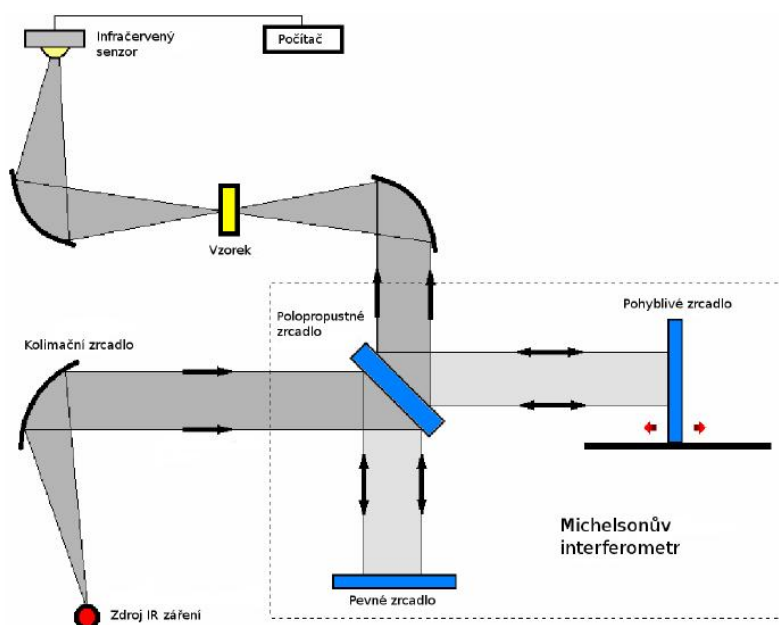 Infračervený
senzor
Počítač
Vzorek
Polopropustné
zrcadlo
Pohyblivé zrcadlo
Kolimační zrcadlo
Michelsonův
interferometr
Pevné zrcadlo
Zdroj IR záření